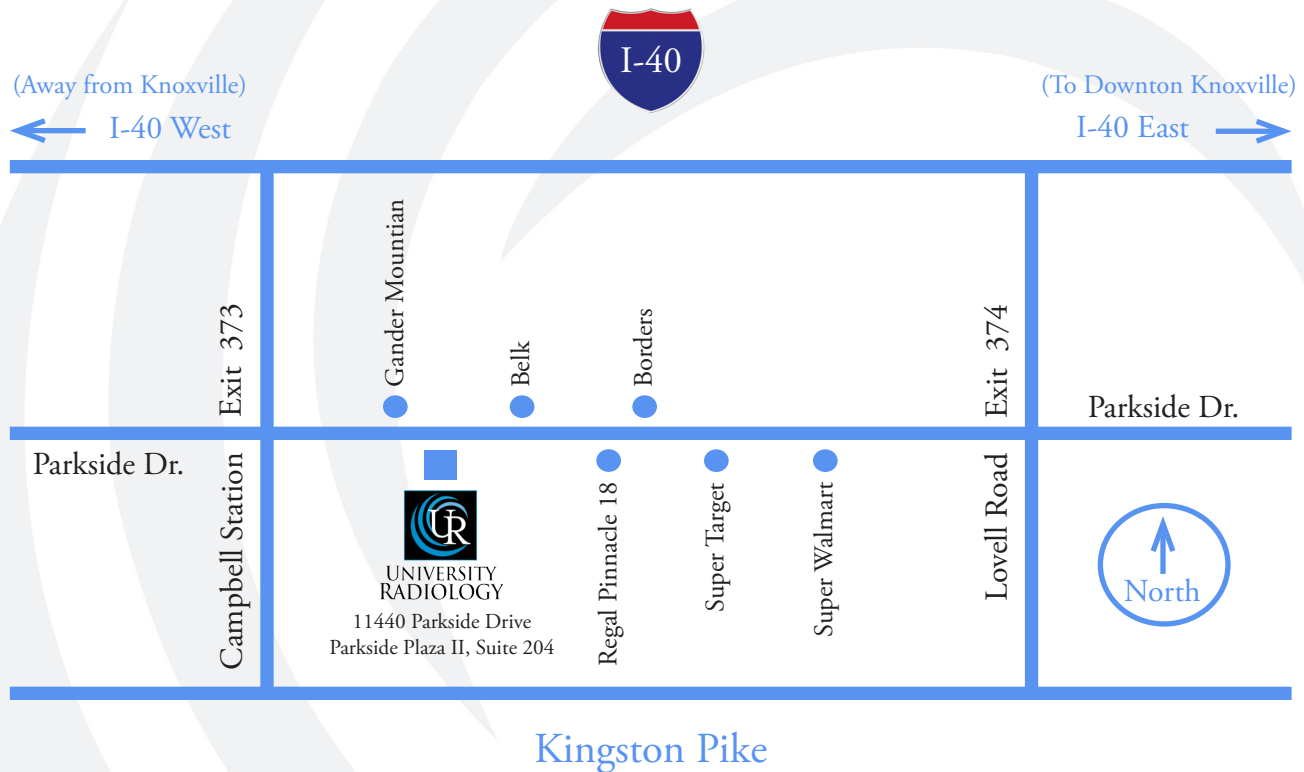 I-40
(Away from Knoxville)
(To Downton Knoxville)
I-40 West
I-40 East
Exit 373
Gander Mountian
Belk
Borders
Exit 374
Parkside Dr.
Parkside Dr.
Campbell Station
UR
UNIVERSITY
RADIOLOGY
11440 Parkside Drive
Parkside Plaza II, Suite 204
Regal Pinnacle 18
Super Target
Super Walmart
Lovell Road
North
Kingston Pike